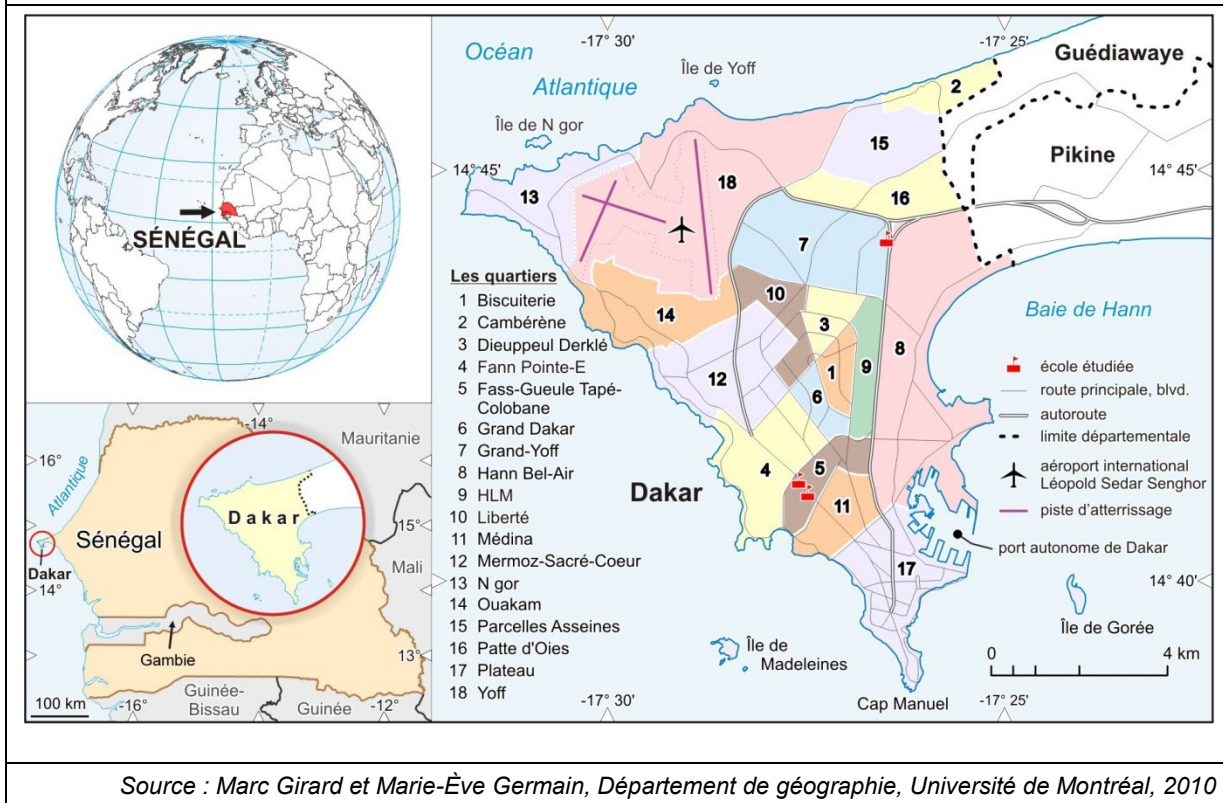 SÉNÉGAL
-14°
Mauritanie
16°
Atlantique
Dakar
15°
Sénégal
Dakar
Mali
14°
Gambie
13°
Guinée-
Bissau
Guinée
100 km
-16°
-12°
Océan
Atlantique
-17° 30'
-17° 25'
Île de Yoff
Île de N gor
Guédiawaye
Pikine
14° 45'
14° 45'
2
15
13
18
16
7
10
14
3
8
9
1
12
6
4
5
11
17
Baie de Hann
Dakar
Les quartiers
1 Biscuiterie
2 Cambérène
3 Dieuppeul Derklé
4 Fann Pointe-E
5 Fass-Gueule Tapé-
Colobane
6 Grand Dakar
7 Grand-Yoff
8 Hann Bel-Air
9 HLM
10 Liberté
11 Médina
12 Mermoz-Sacré-Coeur
13 N gor
14 Ouakam
15 Parcelles Asseines
16 Patte d'Oies
17 Plateau
18 Yoff
école étudiée
route principale, blvd.
autoroute
limite départementale
aéroport international
Léopold Sedar Senghor
piste d'atterrissage
port autonome de Dakar
14° 40'
Île de Gorée
Île de
Madeleines
0 4 km
Cap Manuel
-17° 30'
-17° 25'
Source : Marc Girard et Marie-Ève Germain, Département de géographie, Université de Montréal, 2010